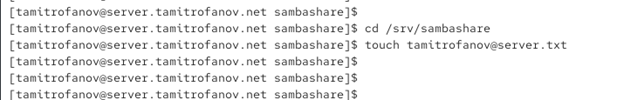 [tamitrofanov@server.tamitrofanov.net sambashare]$
[tamitrofanov@server.tamitrofanov.net sambashare]$ cd /srv/sambashare
[tamitrofanov@server.tamitrofanov.net sambashare]$ touch tamitrofanov@server.txt
[tamitrofanov@server.tamitrofanov.net sambashare]$
[tamitrofanov@server.tamitrofanov.net sambashare]$
[tamitrofanov@server.tamitrofanov.net sambashare]$